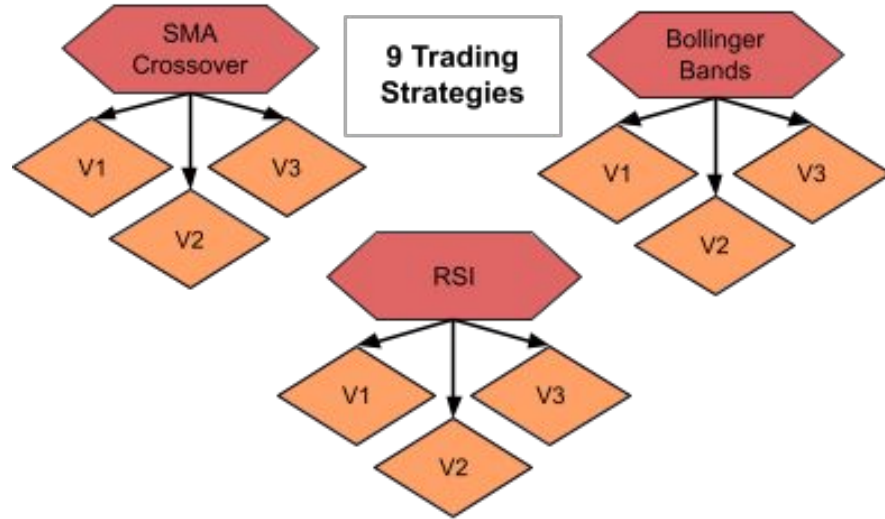 SMA
Crossover
9 Trading
Strategies
Bollinger
Bands
V1
V3
V2
V1
V3
V2
RSI
V1
V3
V2